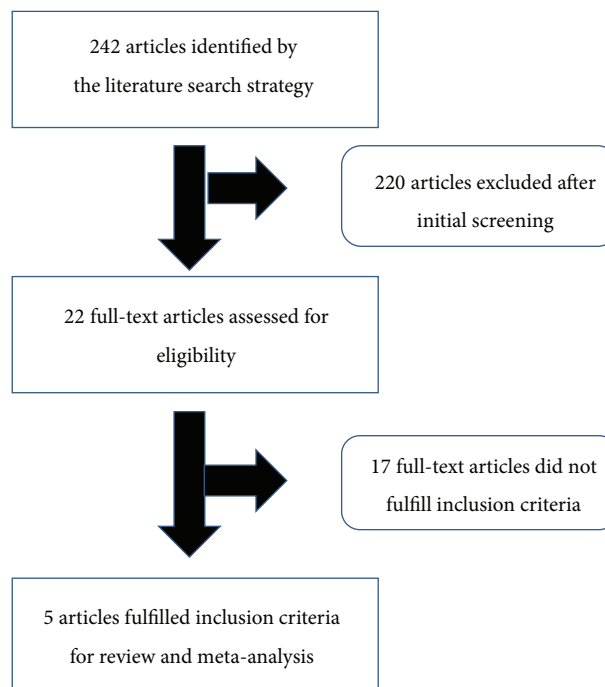 242 articles identified by
the literature search strategy
220 articles excluded after
initial screening
22 full-text articles assessed for
eligibility
17 full-text articles did not
fulfill inclusion criteria
5 articles fulfilled inclusion criteria
for review and meta-analysis